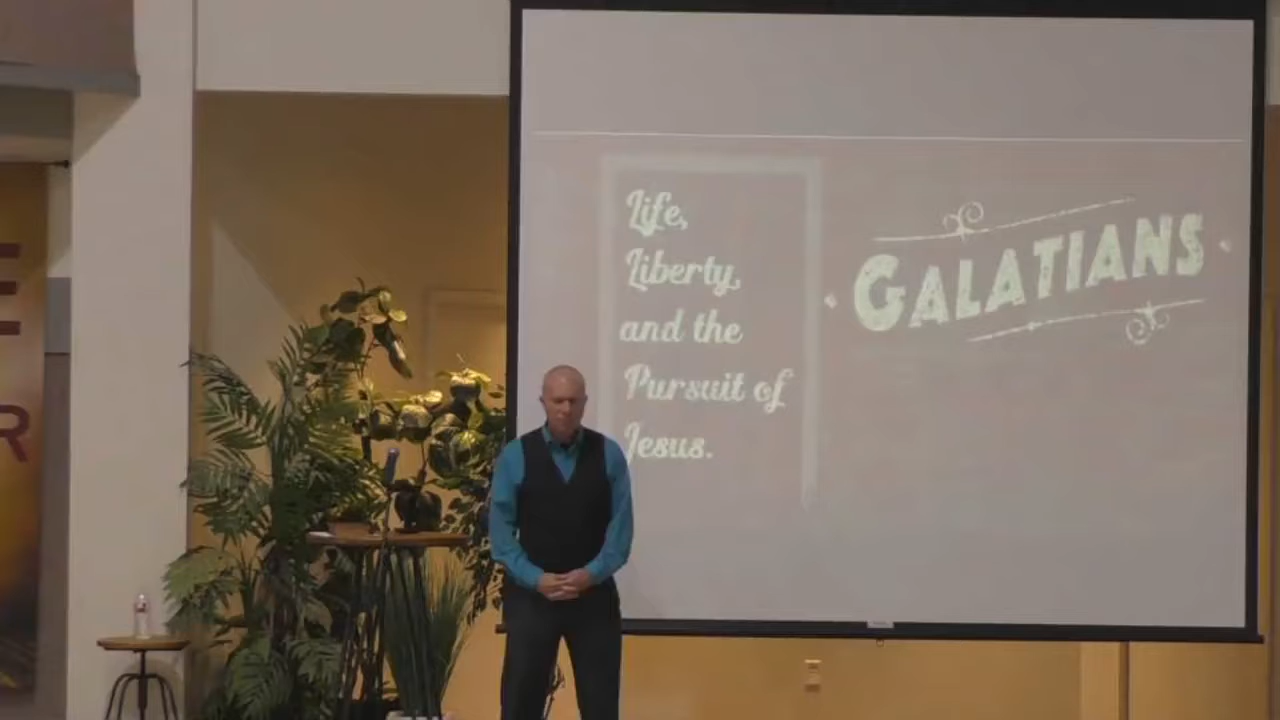 Life,
Liberty,
and the
Pursuit of
Jesus.
GALATIANS